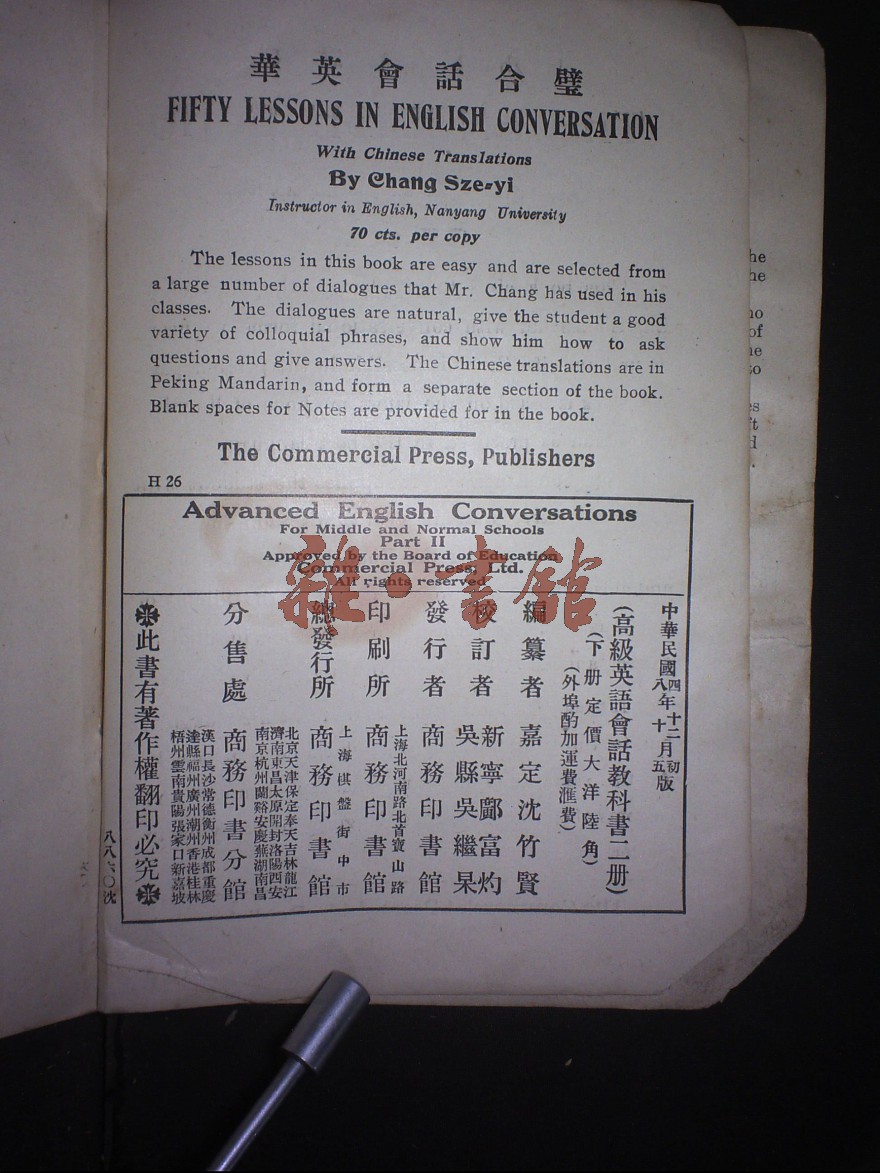 華英會話合璧
FIFTY LESSONS IN ENGLISH CONVERSATION
With Chinese Translations
By Chang Sze-yi
Instructor in English, Nanyang University
70 cts. per copy
The lessons in this book are easy and are selected from
a large number of dialogues that Mr. Chang has used in his
classes. The dialogues are natural, give the student a good
variety of colloquial phrases, and show him how to ask
questions and give answers. The Chinese translations are in
Peking Mandarin, and form a separate section of the book.
Blank spaces for Notes are provided for in the book.
The Commercial Press, Publishers
H 26
Advanced English Conversations
For Middle and Normal Schools
Part II
Approved by the Board of Education
Commercial Press, Ltd.
All rights reserved
雜·書館
中華民國
四年十二月初版
八年十月五版
(高級英語會話教科書二册)
(下册定價大洋陸角)
(外埠酌加運費滙費)
編纂者 嘉定沈竹賢
校訂者 新寧鄺富灼
吳縣吳繼杲
發行者 商務印書館
上海北河南路北首寶山路
印刷所 商務印書館
上海棋盤街中市
總發行所 商務印書館
北京天津保定奉天吉林龍江
濟南東昌太原開封洛陽西安
南京杭州蘭谿安慶蕪湖南昌
分售處 商務印書分館
漢口長沙常德衡州成都重慶
達縣福州廣州潮州香港桂林
梧州雲南貴陽張家口新嘉坡
此書有著作權翻印必究
八八六〇沈